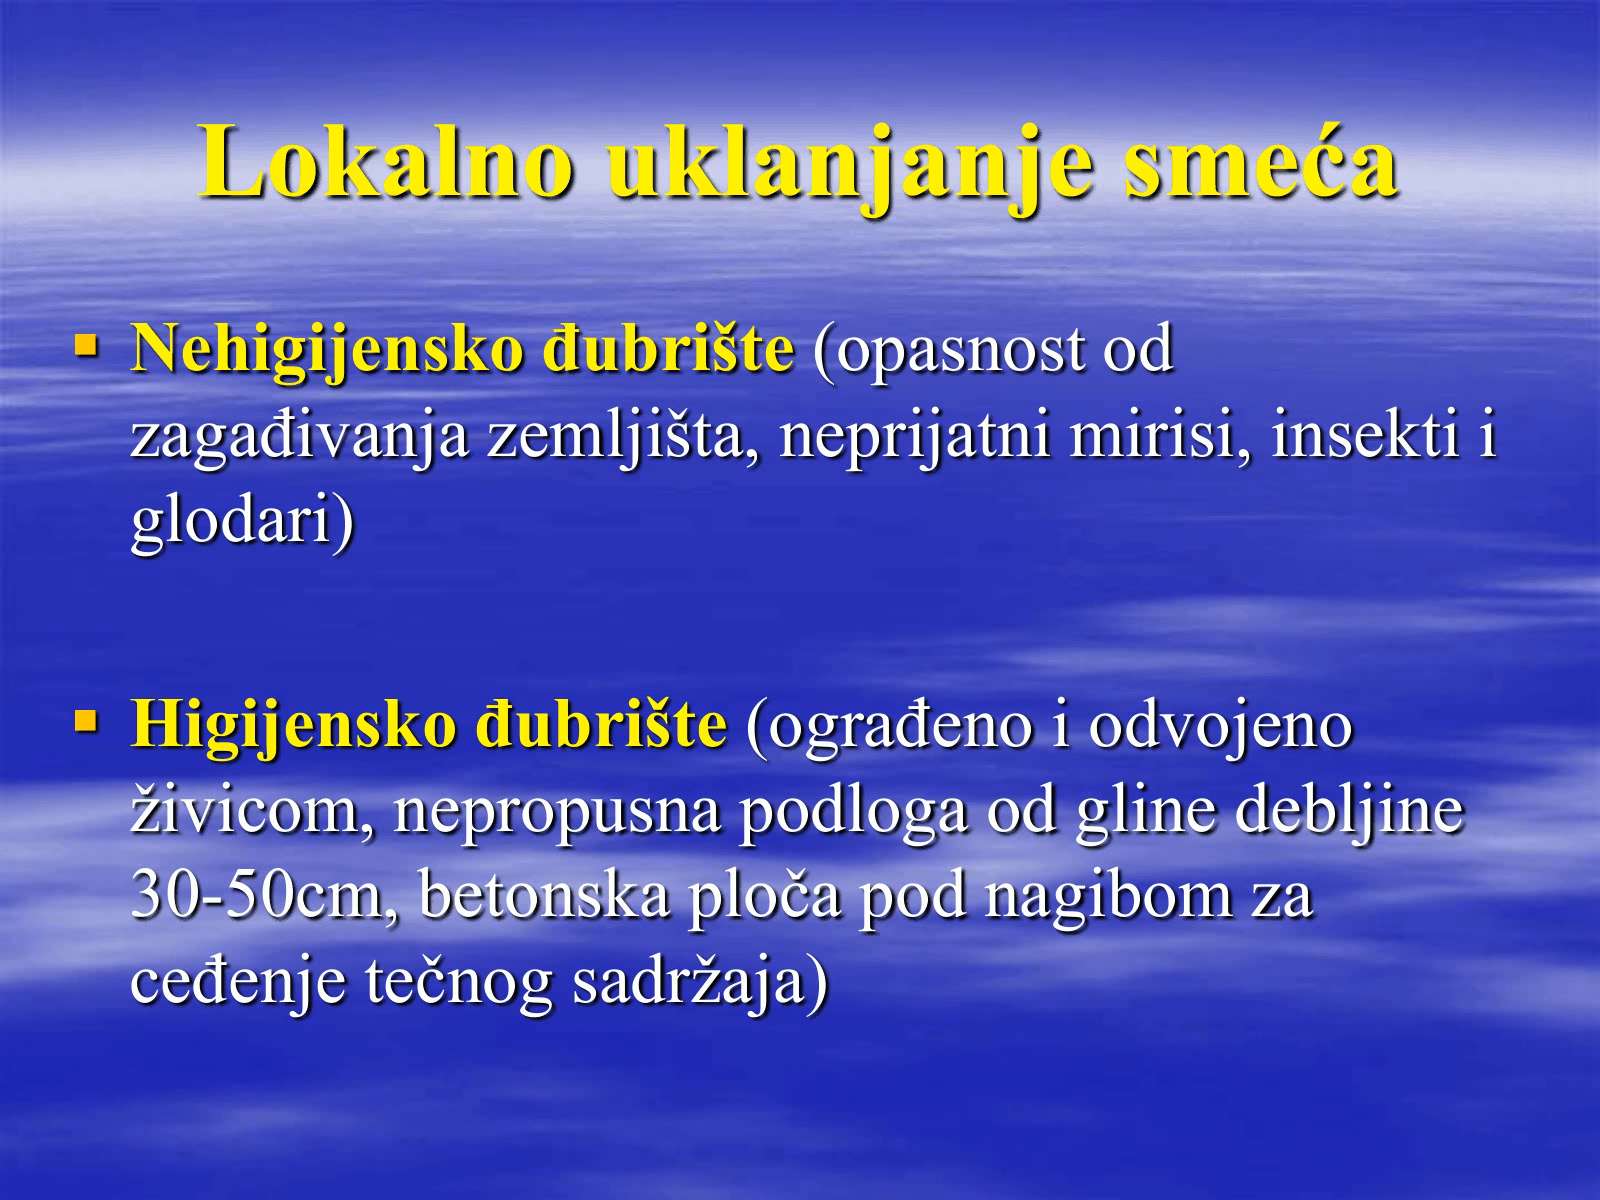 Lokalno uklanjanje smeća
▪ Nehigijensko đubrište (opasnost od
zagađivanja zemljišta, neprijatni mirisi, insekti i
glodari)
▪ Higijensko đubrište (ograđeno i odvojeno
živicom, nepropusna podloga od gline debljine
30-50cm, betonska ploča pod nagibom za
ceđenje tečnog sadržaja)